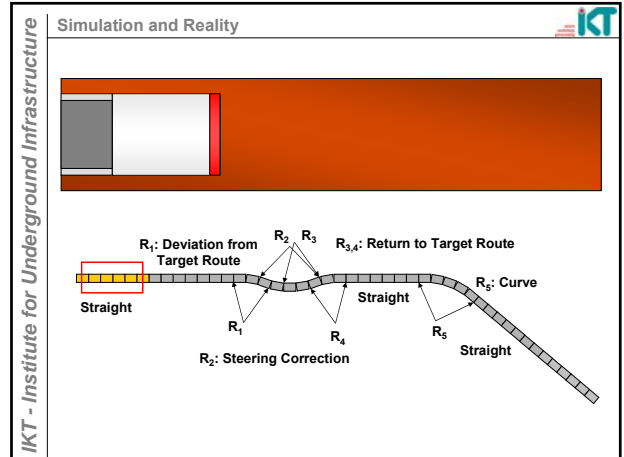 IKT - Institute for Underground Infrastructure
Simulation and Reality
iKT
R1: Deviation from
Target Route
R2 R3
R3,4: Return to Target Route
Straight
R1
R2: Steering Correction
R4
Straight
R5
R5: Curve
Straight